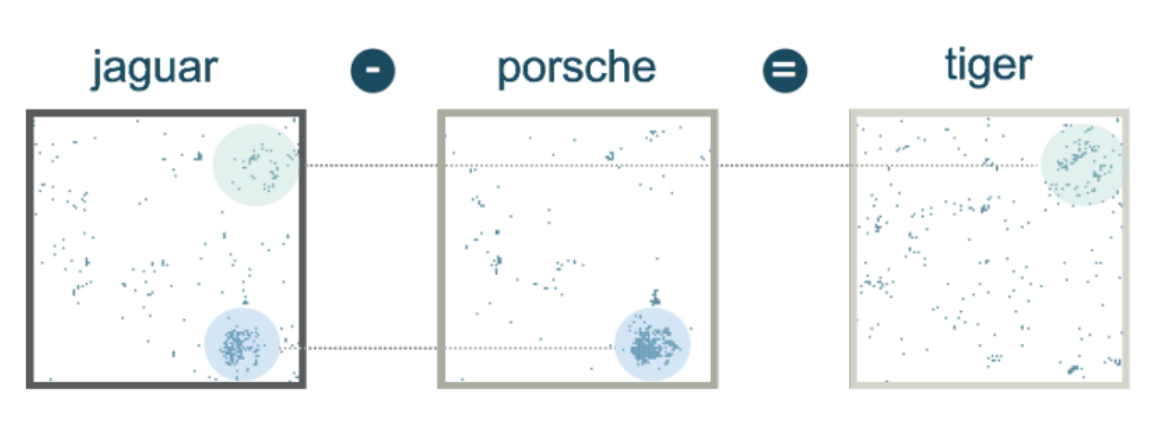 jaguar - porsche = tiger